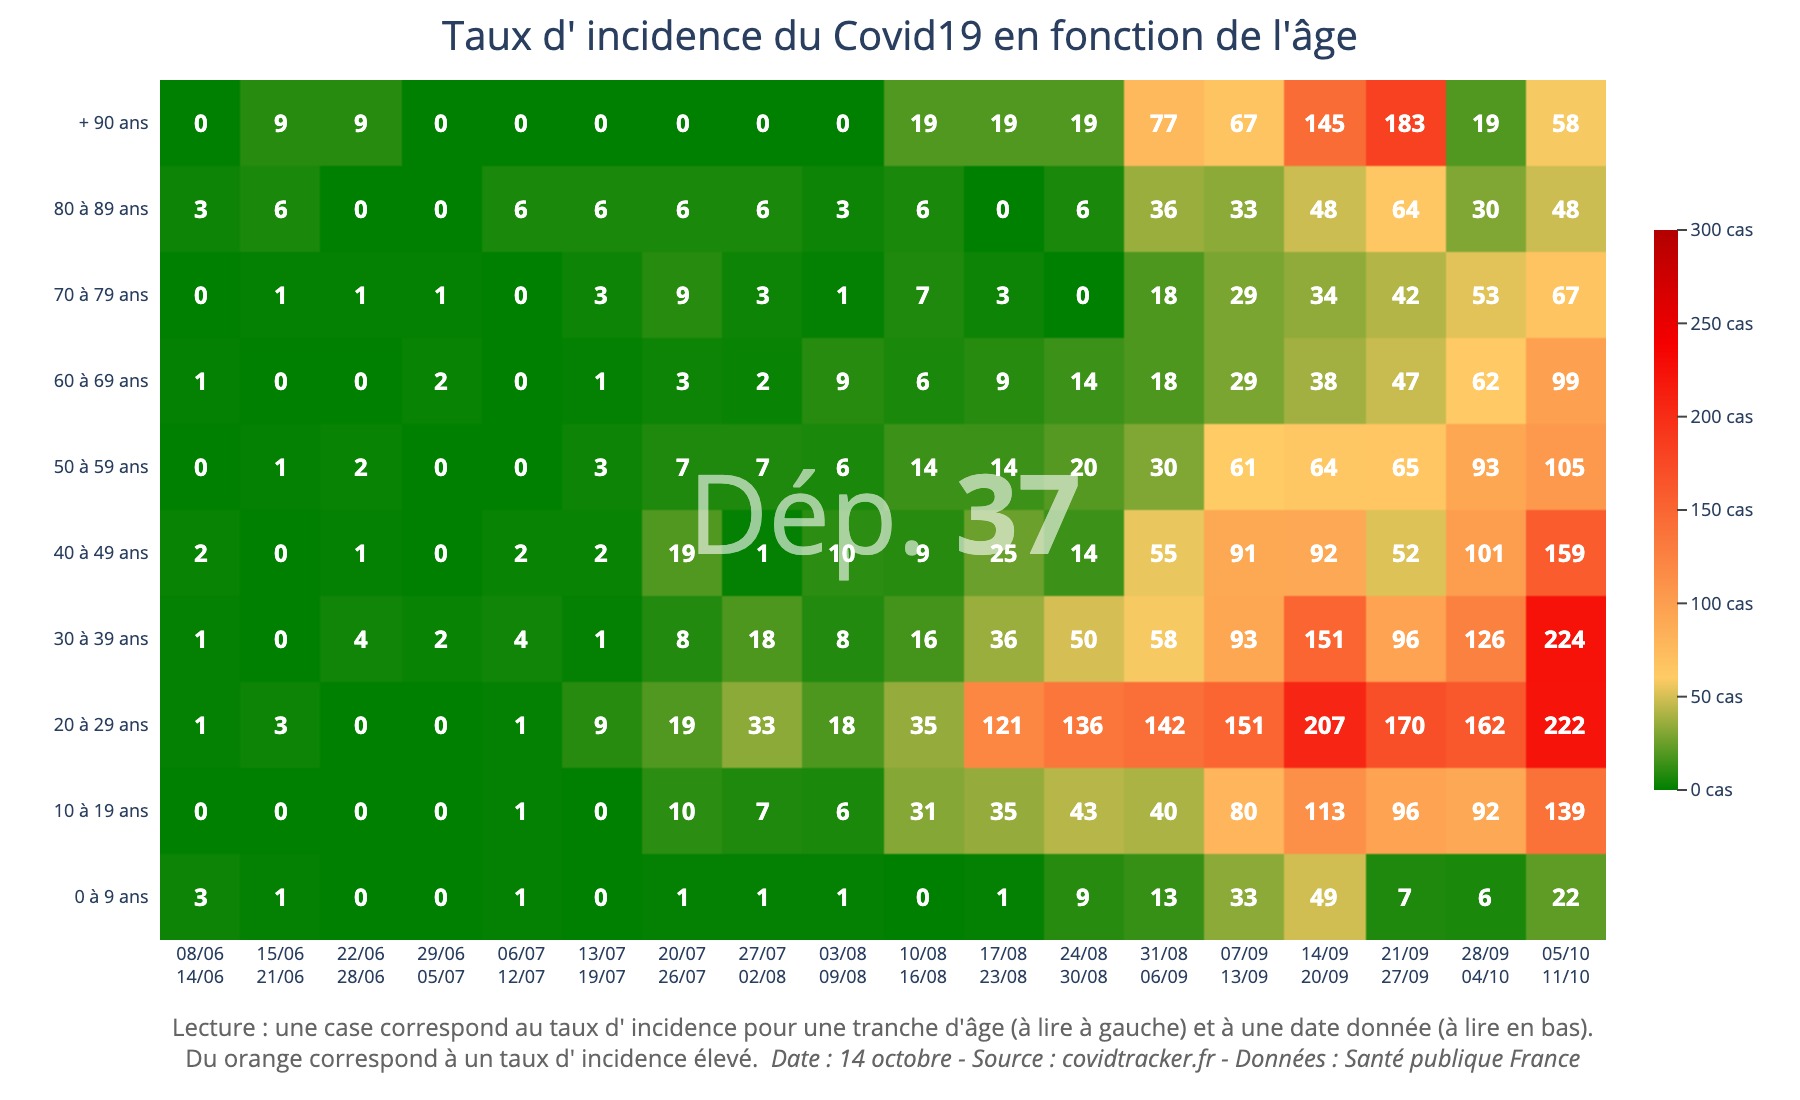 Taux d' incidence du Covid19 en fonction de l'âge
+ 90 ans 0 9 9 0 0 0 0 0 0 19 19 19 77 67 145 183 19 58
80 à 89 ans 3 6 0 0 6 6 6 6 3 6 0 6 36 33 48 64 30 48
300 cas
70 à 79 ans 0 1 1 1 0 3 9 3 1 7 3 0 18 29 34 42 53 67
250 cas
60 à 69 ans 1 0 0 2 0 1 3 2 9 6 9 14 18 29 38 47 62 99
200 cas
50 à 59 ans 0 1 2 0 0 3 7 7 6 14 14 20 30 61 64 65 93 105
Dép. 37
150 cas
40 à 49 ans 2 0 1 0 2 2 19 1 10 9 25 14 55 91 92 52 101 159
100 cas
30 à 39 ans 1 0 4 2 4 1 8 18 8 16 36 50 58 93 151 96 126 224
50 cas
20 à 29 ans 1 3 0 0 1 9 19 33 18 35 121 136 142 151 207 170 162 222
0 cas
10 à 19 ans 0 0 0 0 1 0 10 7 6 31 35 43 40 80 113 96 92 139
0 à 9 ans 3 1 0 0 1 0 1 1 1 0 1 9 13 33 49 7 6 22
08/06 15/06 22/06 29/06 06/07 13/07 20/07 27/07 03/08 10/08 17/08 24/08 31/08 07/09 14/09 21/09 28/09 05/10
14/06 21/06 28/06 05/07 12/07 19/07 26/07 02/08 09/08 16/08 23/08 30/08 06/09 13/09 20/09 27/09 04/10 11/10
Lecture : une case correspond au taux d' incidence pour une tranche d'âge (à lire à gauche) et à une date donnée (à lire en bas).
Du orange correspond à un taux d' incidence élevé. Date : 14 octobre - Source : covidtracker.fr - Données : Santé publique France